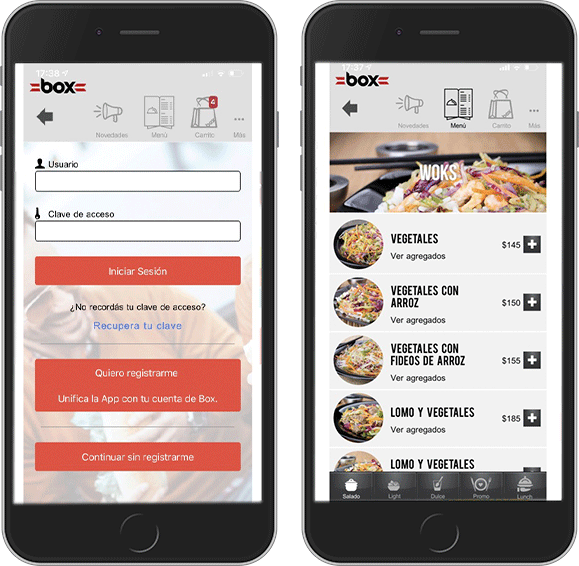 12:38
box
4
Novedades
Menú
Carrito
Más
Usuario
Clave de acceso
Iniciar Sesión
¿No recordás tu clave de acceso?
Recupera tu clave
Quiero registrarme
Unifica la App con tu cuenta de Box.
Continuar sin registrarme
12:37
box
Novedades
Menú
Carrito
Más
WOKS
VEGETALES
Ver agregados
$145
VEGETALES CON
ARROZ
Ver agregados
$150
VEGETALES CON
FIDEOS DE ARROZ
Ver agregados
$155
LOMO Y VEGETALES
Ver agregados
$185
LOMO Y VEGETALES
Salado
Light
Dulce
Promo
Lunch